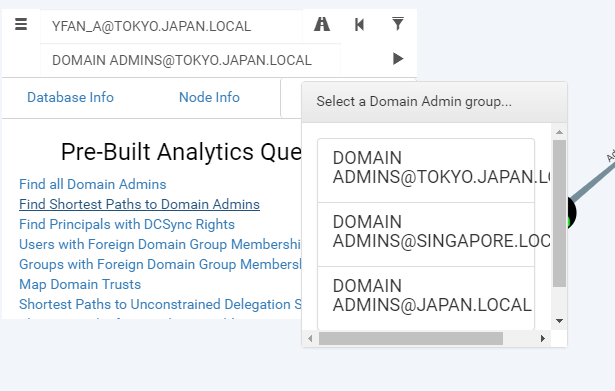 YFAN_A@TOKYO.JAPAN.LOCAL
DOMAIN ADMINS@TOKYO.JAPAN.LOCAL
Database Info
Node Info
Select a Domain Admin group...
Pre-Built Analytics Que
Find all Domain Admins
Find Shortest Paths to Domain Admins
Find Principals with DCSync Rights
Users with Foreign Domain Group Membershi
Groups with Foreign Domain Group Membersl
Map Domain Trusts
Shortest Paths to Unconstrained Delegation S
DOMAIN
ADMINS@TOKYO.JAPAN.LO
DOMAIN
ADMINS@SINGAPORE.LOC
DOMAIN
ADMINS@JAPAN.LOCAL